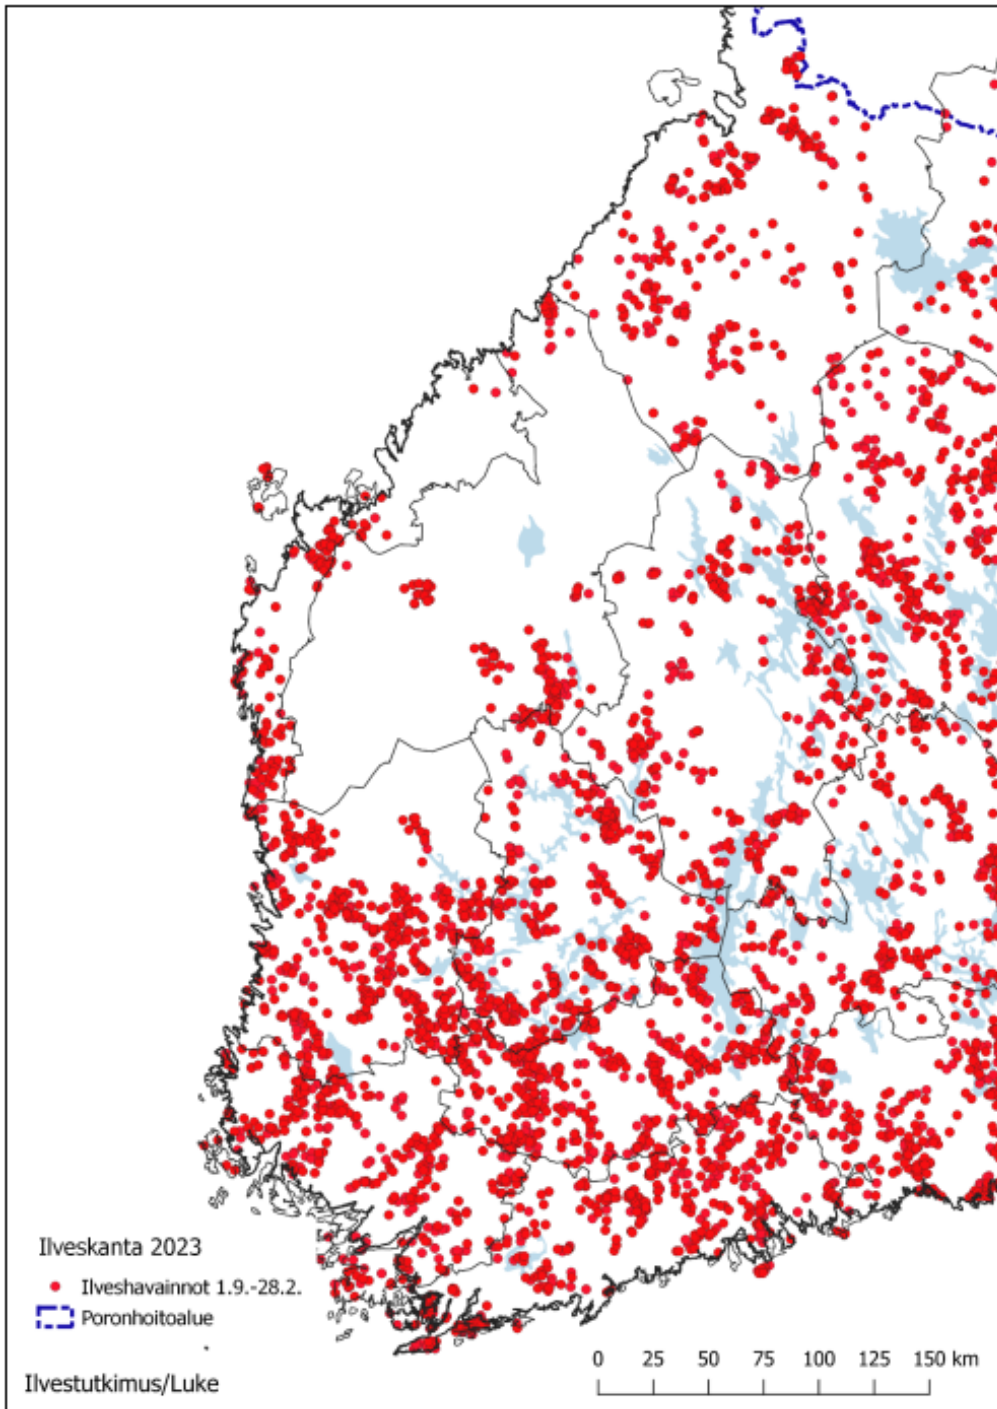 Ilveskanta 2023
Ilveshavainnot 1.9.-28.2.
Poronhoitoalue
Ilvestutkimus/Luke
0 25 50 75 100 125 150 km